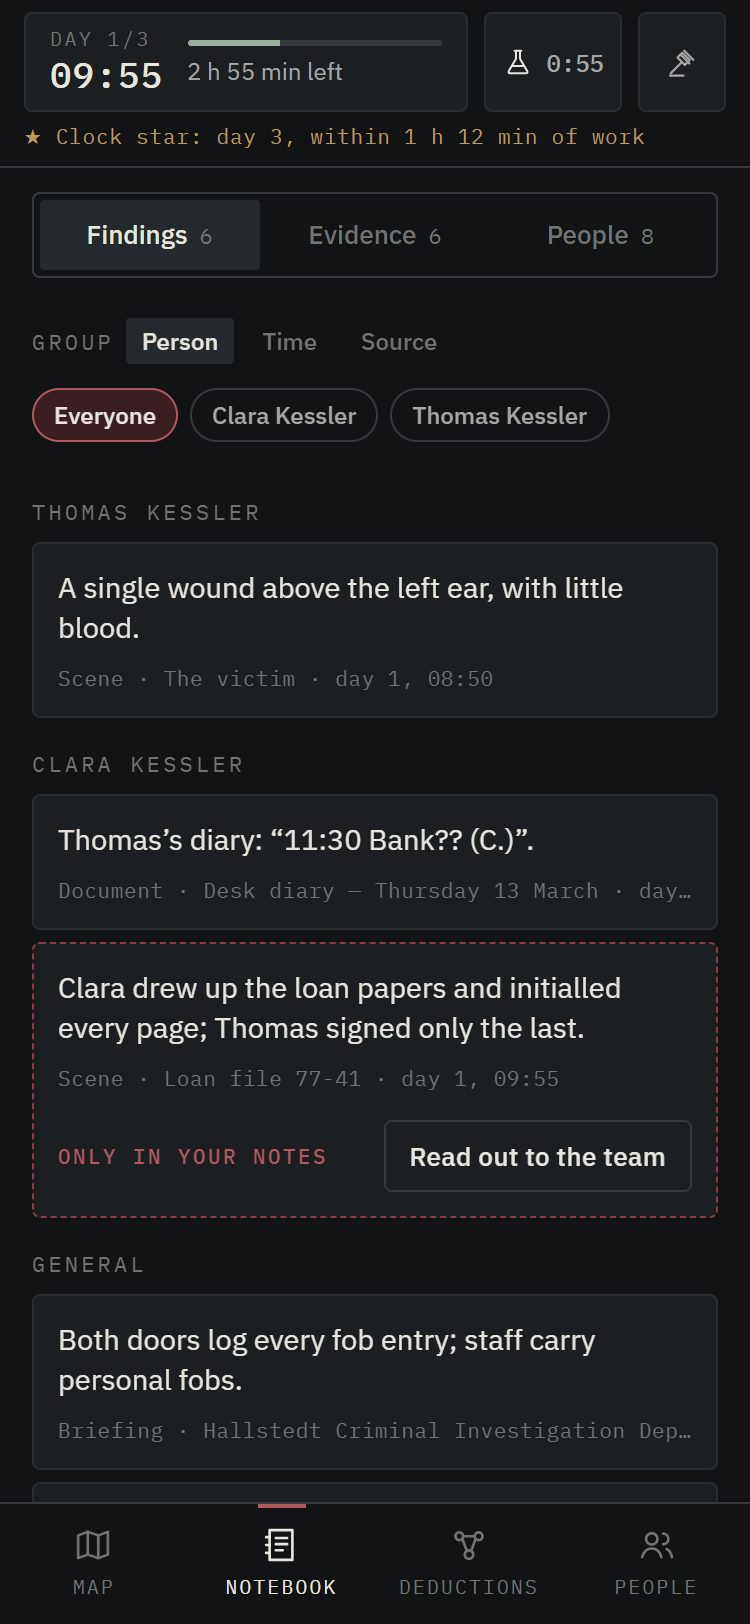 DAY 1/3
09:55
2 h 55 min left
0:55
★ Clock star: day 3, within 1 h 12 min of work
Findings 6
Evidence 6
People 8
GROUP Person Time Source
Everyone Clara Kessler Thomas Kessler
THOMAS KESSLER
A single wound above the left ear, with little
blood.
Scene · The victim · day 1, 08:50
CLARA KESSLER
Thomas’s diary: “11:30 Bank?? (C.)”.
Document · Desk diary — Thursday 13 March · day…
Clara drew up the loan papers and initialled
every page; Thomas signed only the last.
Scene · Loan file 77-41 · day 1, 09:55
ONLY IN YOUR NOTES
Read out to the team
GENERAL
Both doors log every fob entry; staff carry
personal fobs.
Briefing · Hallstedt Criminal Investigation Dep…
MAP NOTEBOOK DEDUCTIONS PEOPLE